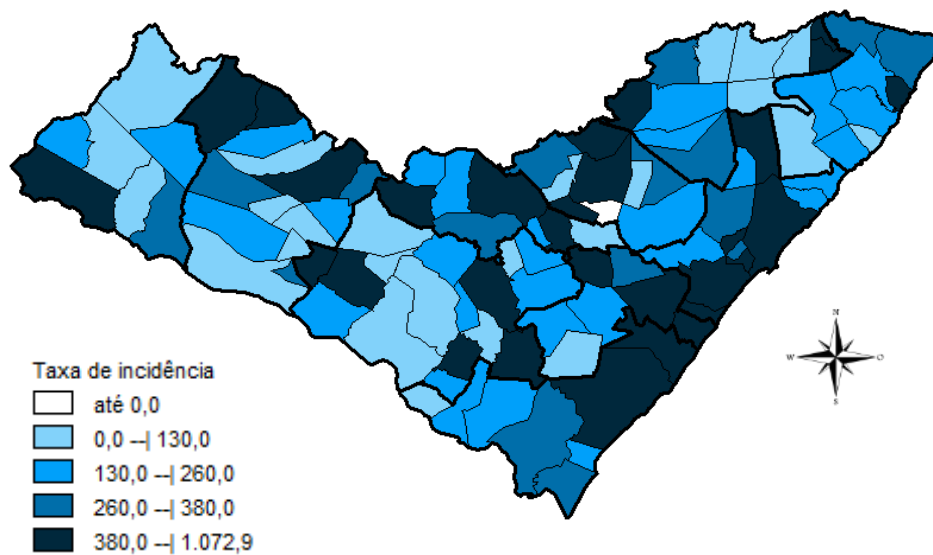 N
W O
S
Taxa de incidência
até 0,0
0,0 --| 130,0
130,0 --| 260,0
260,0 --| 380,0
380,0 --| 1.072,9